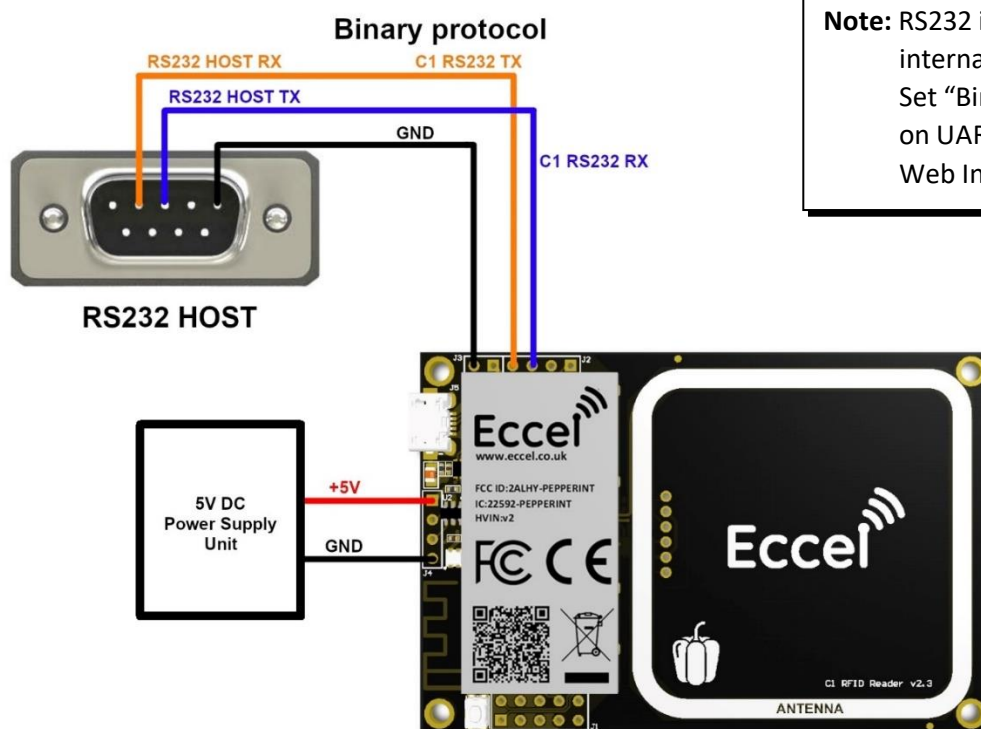 Binary protocol
Note: RS232 i
interna
Set “Bin
on UAR
Web In
RS232 HOST RX
C1 RS232 TX
RS232 HOST TX
GND
C1 RS232 RX
RS232 HOST
J3
J2
J5
Eccel
www.eccel.co.uk
FCC ID:2ALHY-PEPPERINT
IC:22592-PEPPERINT
HVIN:v2
FC CE
5V DC
Power Supply
Unit
+5V
GND
J4
Eccel
C1 RFID Reader v2.3
ANTENNA
J1